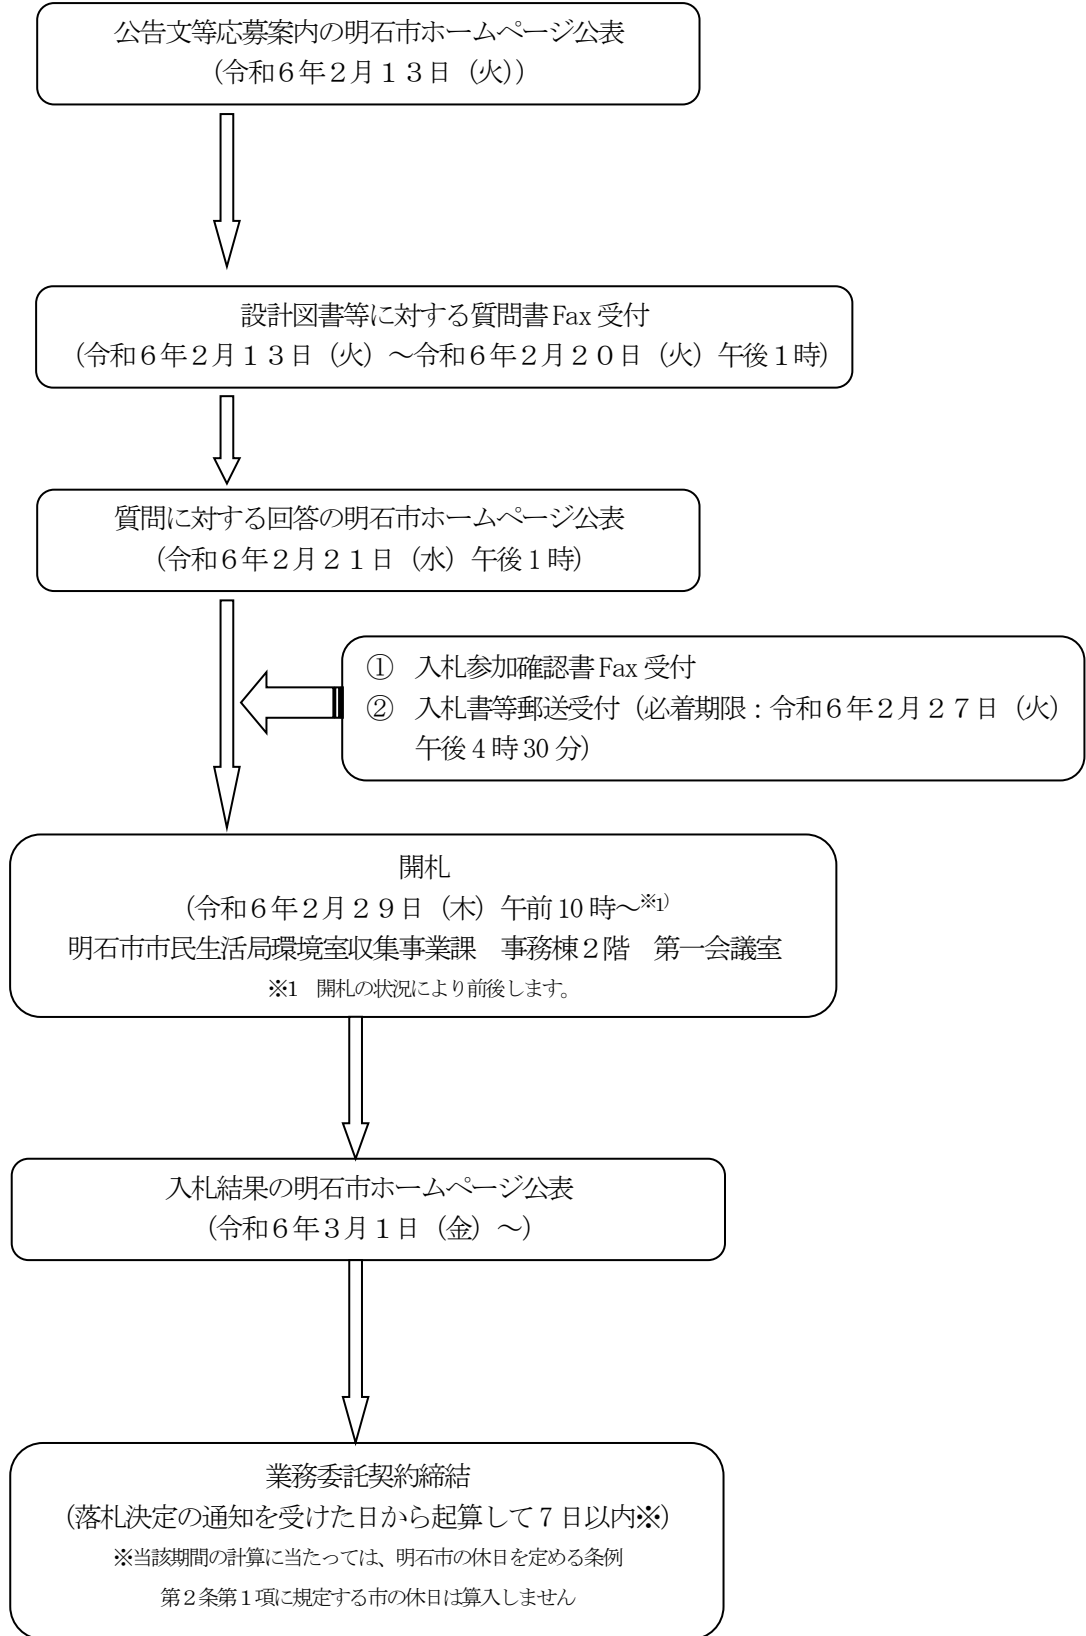 公告文等応募案内の明石市ホームページ公表
（令和６年２月１３日（火））
設計図書等に対する質問書 Fax 受付
（令和６年２月１３日（火）～令和６年２月２０日（火）午後１時）
質問に対する回答の明石市ホームページ公表
（令和６年２月２１日（水）午後 1 時）
① 入札参加確認書 Fax 受付
② 入札書等郵送受付（必着期限：令和６年２月２７日（火）
午後 4 時 30 分）
開札
（令和６年２月２９日（木）午前 10 時～※1）
明石市市民生活局環境室収集事業課　事務棟２階　第一会議室
※1　開札の状況により前後します。
入札結果の明石市ホームページ公表
（令和６年３月１日（金）～）
業務委託契約締結
（落札決定の通知を受けた日から起算して 7 日以内※）
※当該期間の計算に当たっては、明石市の休日を定める条例
第２条第１項に規定する市の休日は算入しません